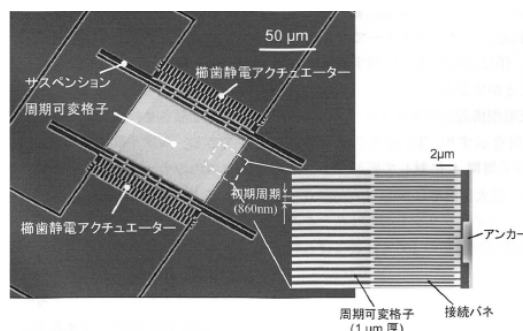 50 μm
櫛歯静電アクチュエーター
サスペンション
周期可変格子
2μm
初期周期
(860nm)
櫛歯静電アクチュエーター
アンカー
周期可変格子
(1 μm 厚)
接続バネ